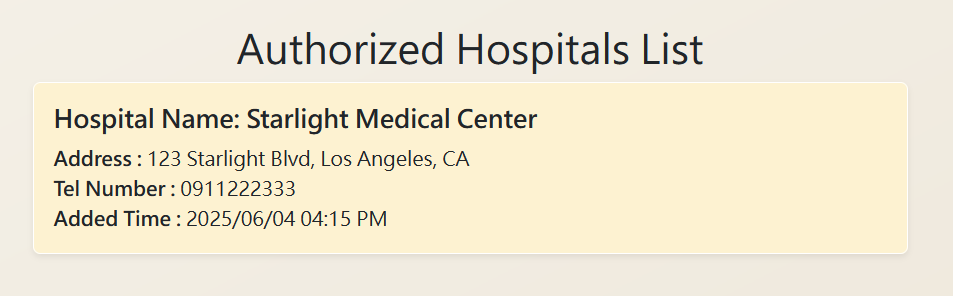 Authorized Hospitals List
Hospital Name: Starlight Medical Center
Address : 123 Starlight Blvd, Los Angeles, CA
Tel Number : 0911222333
Added Time : 2025/06/04 04:15 PM